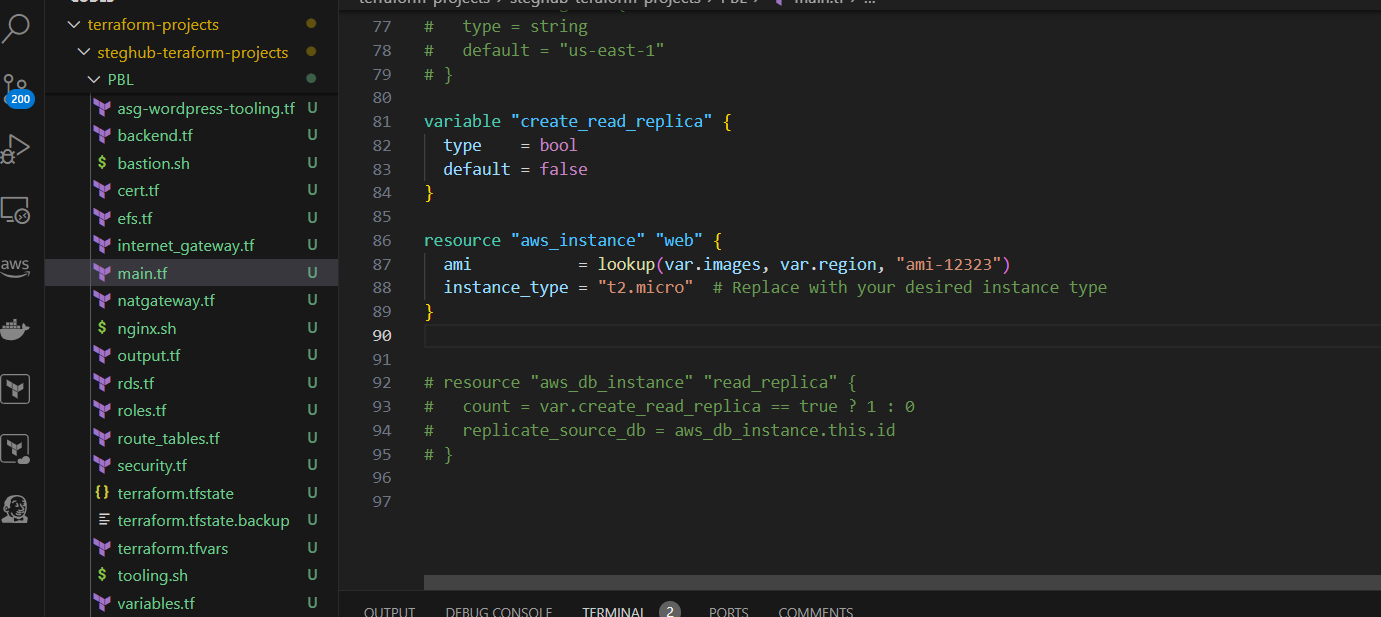 terraform-projects
steghub-teraform-projects
PBL
200
asg-wordpress-tooling.tf U
backend.tf U
$ bastion.sh U
cert.tf U
efs.tf U
internet_gateway.tf U
aws
main.tf U
natgateway.tf U
$ nginx.sh U
output.tf U
rds.tf U
roles.tf U
route_tables.tf U
security.tf U
{} terraform.tfstate U
terraform.tfstate.backup U
terraform.tfvars U
$ tooling.sh U
variables.tf U
77 #   type = string
78 #   default = "us-east-1"
79 # }
80
81 variable "create_read_replica" {
82   type    = bool
83   default = false
84 }
85
86 resource "aws_instance" "web" {
87   ami           = lookup(var.images, var.region, "ami-12323")
88   instance_type = "t2.micro"  # Replace with your desired instance type
89 }
90
91
92 # resource "aws_db_instance" "read_replica" {
93 #   count = var.create_read_replica == true ? 1 : 0
94 #   replicate_source_db = aws_db_instance.this.id
95 # }
96
97
OUTPUT DEBUG CONSOLE TERMINAL 2 PORTS COMMENTS